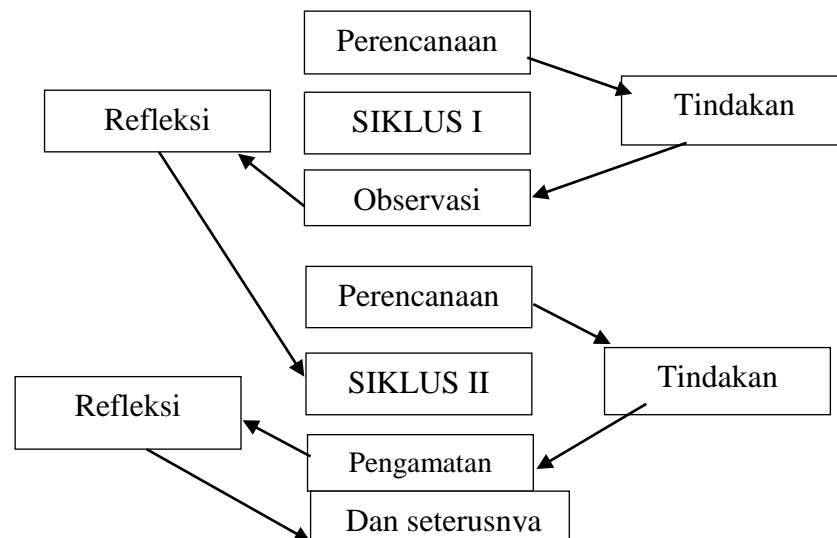 Perencanaan
Tindakan
Refleksi
SIKLUS I
Observasi
Perencanaan
Tindakan
SIKLUS II
Refleksi
Pengamatan
Dan seterusnya